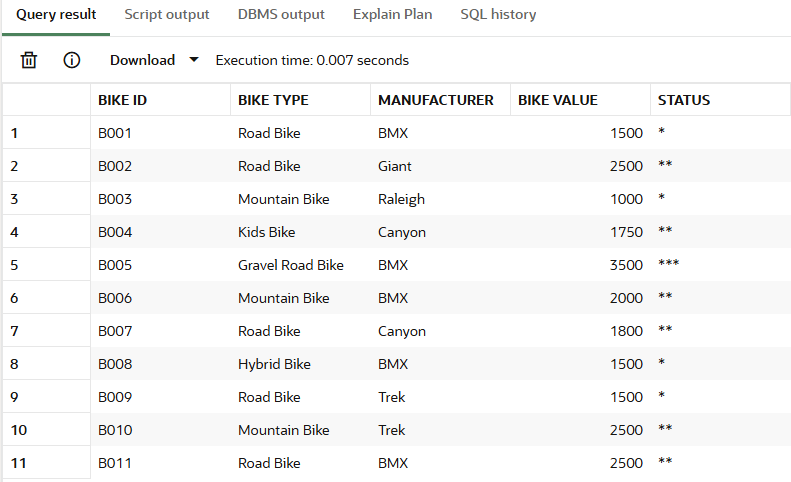 Query result Script output DBMS output Explain Plan SQL history
Download Execution time: 0.007 seconds
BIKE ID BIKE TYPE MANUFACTURER BIKE VALUE STATUS
1 B001 Road Bike BMX 1500 *
2 B002 Road Bike Giant 2500 **
3 B003 Mountain Bike Raleigh 1000 *
4 B004 Kids Bike Canyon 1750 **
5 B005 Gravel Road Bike BMX 3500 ***
6 B006 Mountain Bike BMX 2000 **
7 B007 Road Bike Canyon 1800 **
8 B008 Hybrid Bike BMX 1500 *
9 B009 Road Bike Trek 1500 *
10 B010 Mountain Bike Trek 2500 **
11 B011 Road Bike BMX 2500 **